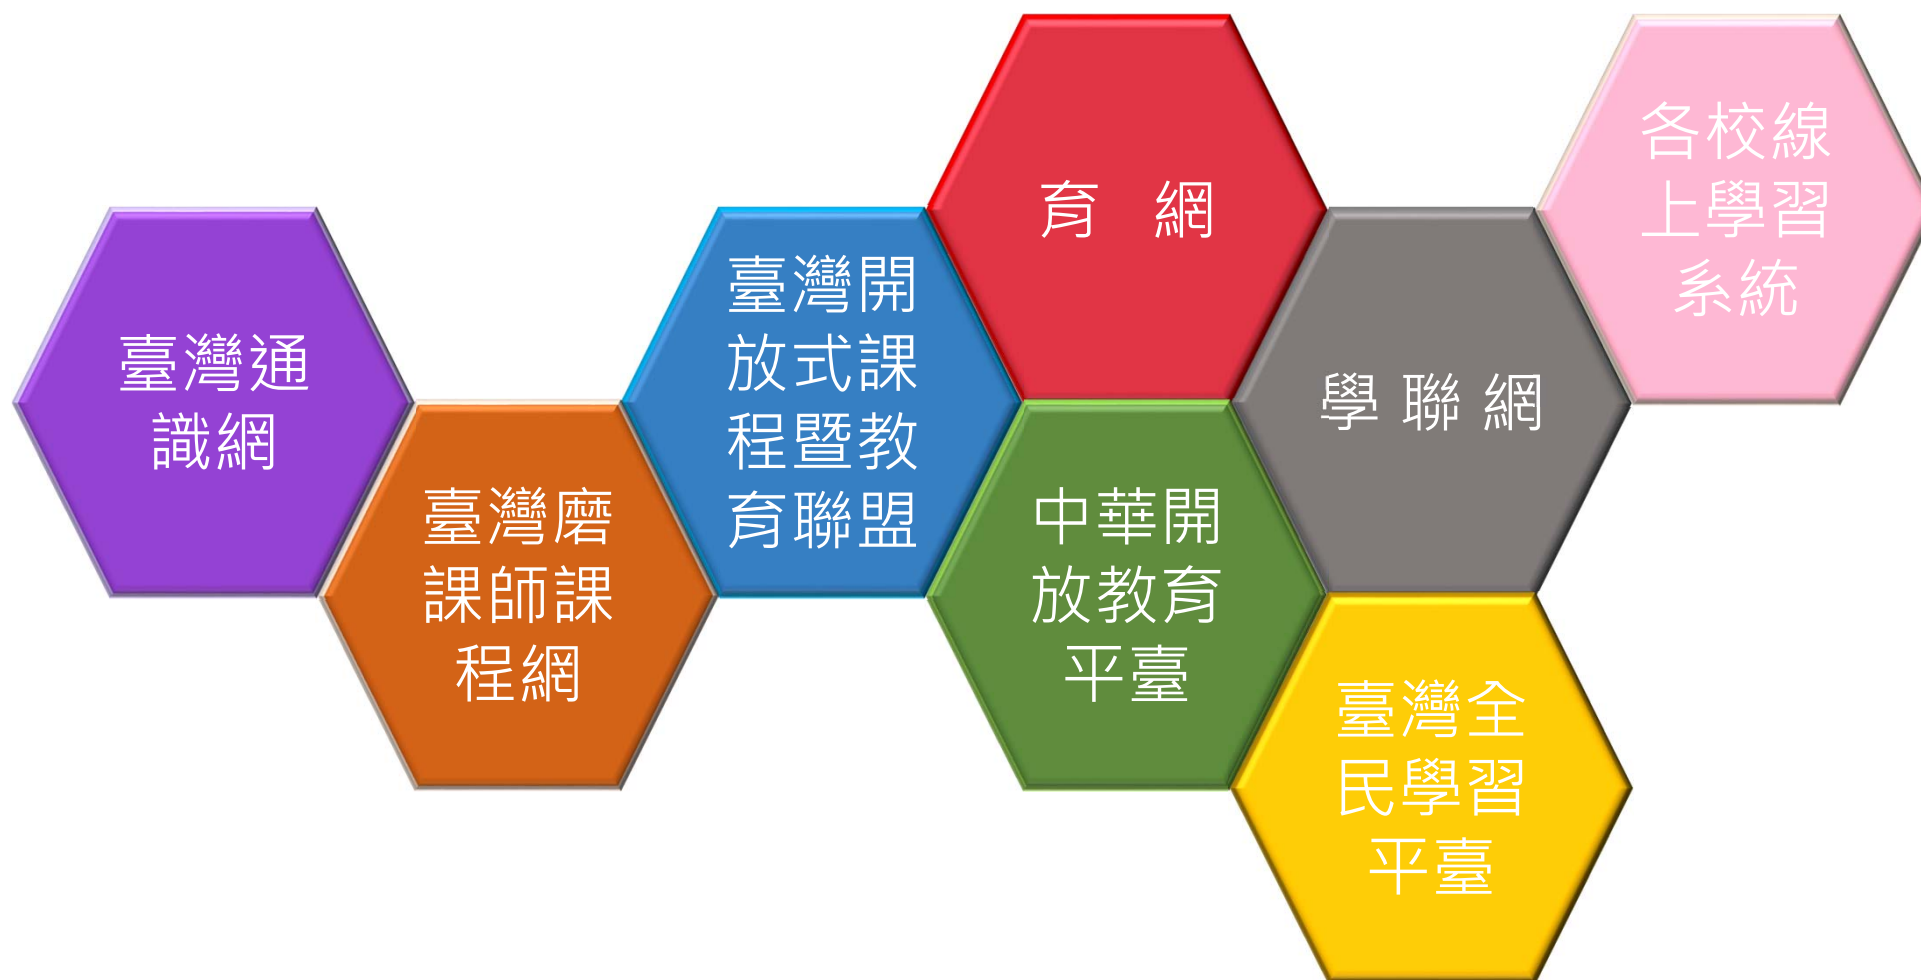 臺灣通
識網
臺灣磨
課師課
程網
臺灣開
放式課
程暨教
育聯盟
育 網
中華開
放教育
平臺
學 聯 網
臺灣全
民學習
平臺
各校線
上學習
系統